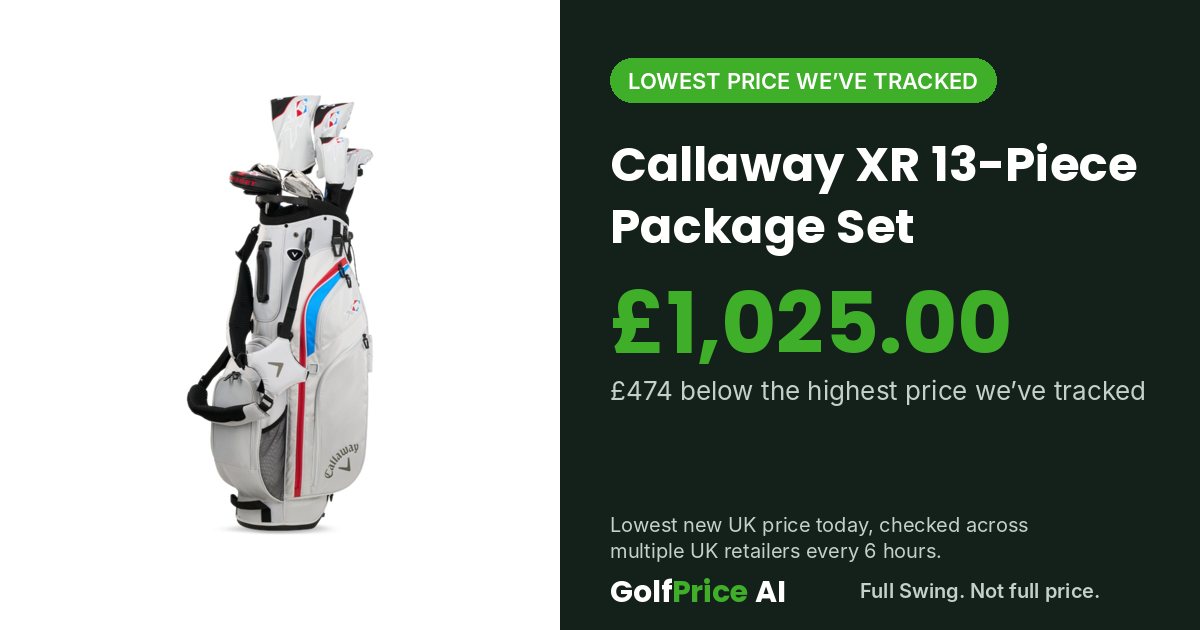 LOWEST PRICE WE’VE TRACKED
Callaway XR 13-Piece
Package Set
£1,025.00
£474 below the highest price we’ve tracked
Lowest new UK price today, checked across
multiple UK retailers every 6 hours.
GolfPrice AI
Full Swing. Not full price.
Callaway